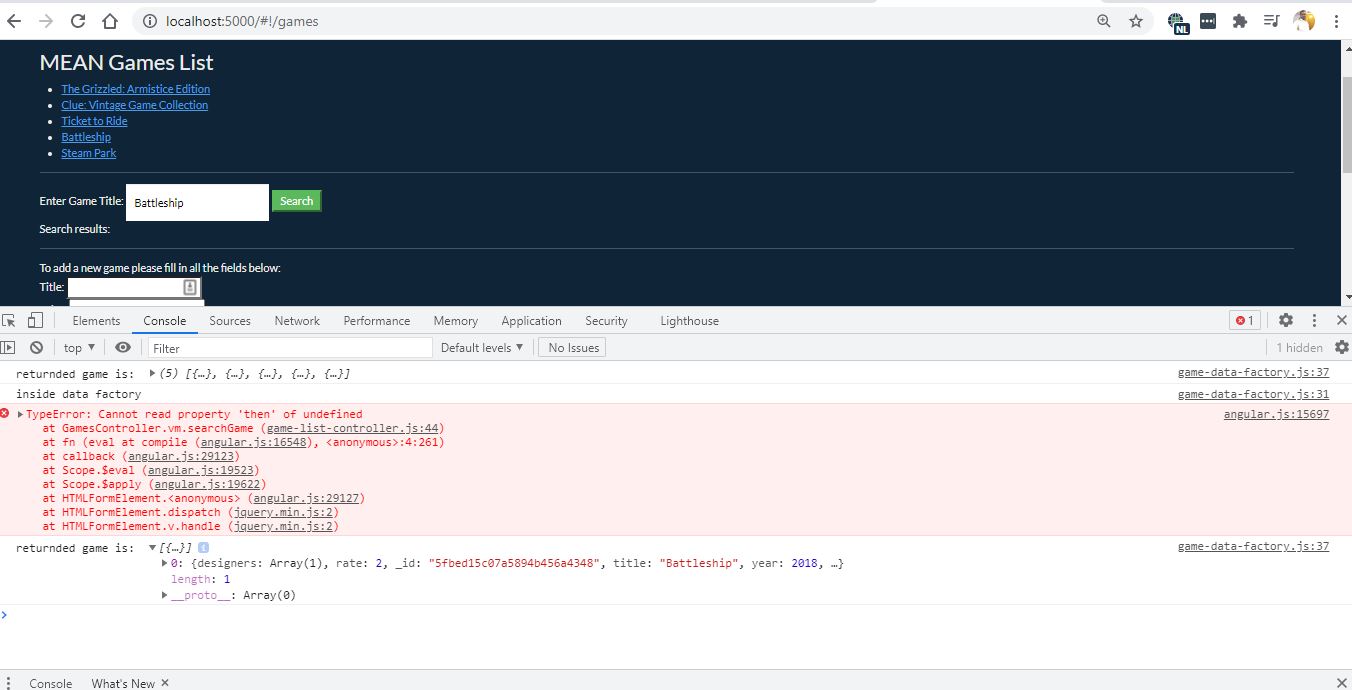 localhost:5000/#!/games
NL
MEAN Games List
The Grizzled: Armistice Edition
Clue: Vintage Game Collection
Ticket to Ride
Battleship
Steam Park
Enter Game Title: Battleship Search
Search results:
To add a new game please fill in all the fields below:
Title:
Elements Console Sources Network Performance Memory Application Security Lighthouse 1
top Filter Default levels No Issues 1 hidden
returnded game is: (5) [{…}, {…}, {…}, {…}, {…}] game-data-factory.js:37
inside data factory game-data-factory.js:31
TypeError: Cannot read property 'then' of undefined angular.js:15697
at GamesController.vm.searchGame (game-list-controller.js:44)
at fn (eval at compile (angular.js:16548), <anonymous>:4:261)
at callback (angular.js:29123)
at Scope.$eval (angular.js:19523)
at Scope.$apply (angular.js:19622)
at HTMLFormElement.<anonymous> (angular.js:29127)
at HTMLFormElement.dispatch (jquery.min.js:2)
at HTMLFormElement.v.handle (jquery.min.js:2)
returnded game is: [{…}] i game-data-factory.js:37
0: {designers: Array(1), rate: 2, _id: "5fbed15c07a5894b456a4348", title: "Battleship", year: 2018, …}
length: 1
__proto__: Array(0)
Console What's New